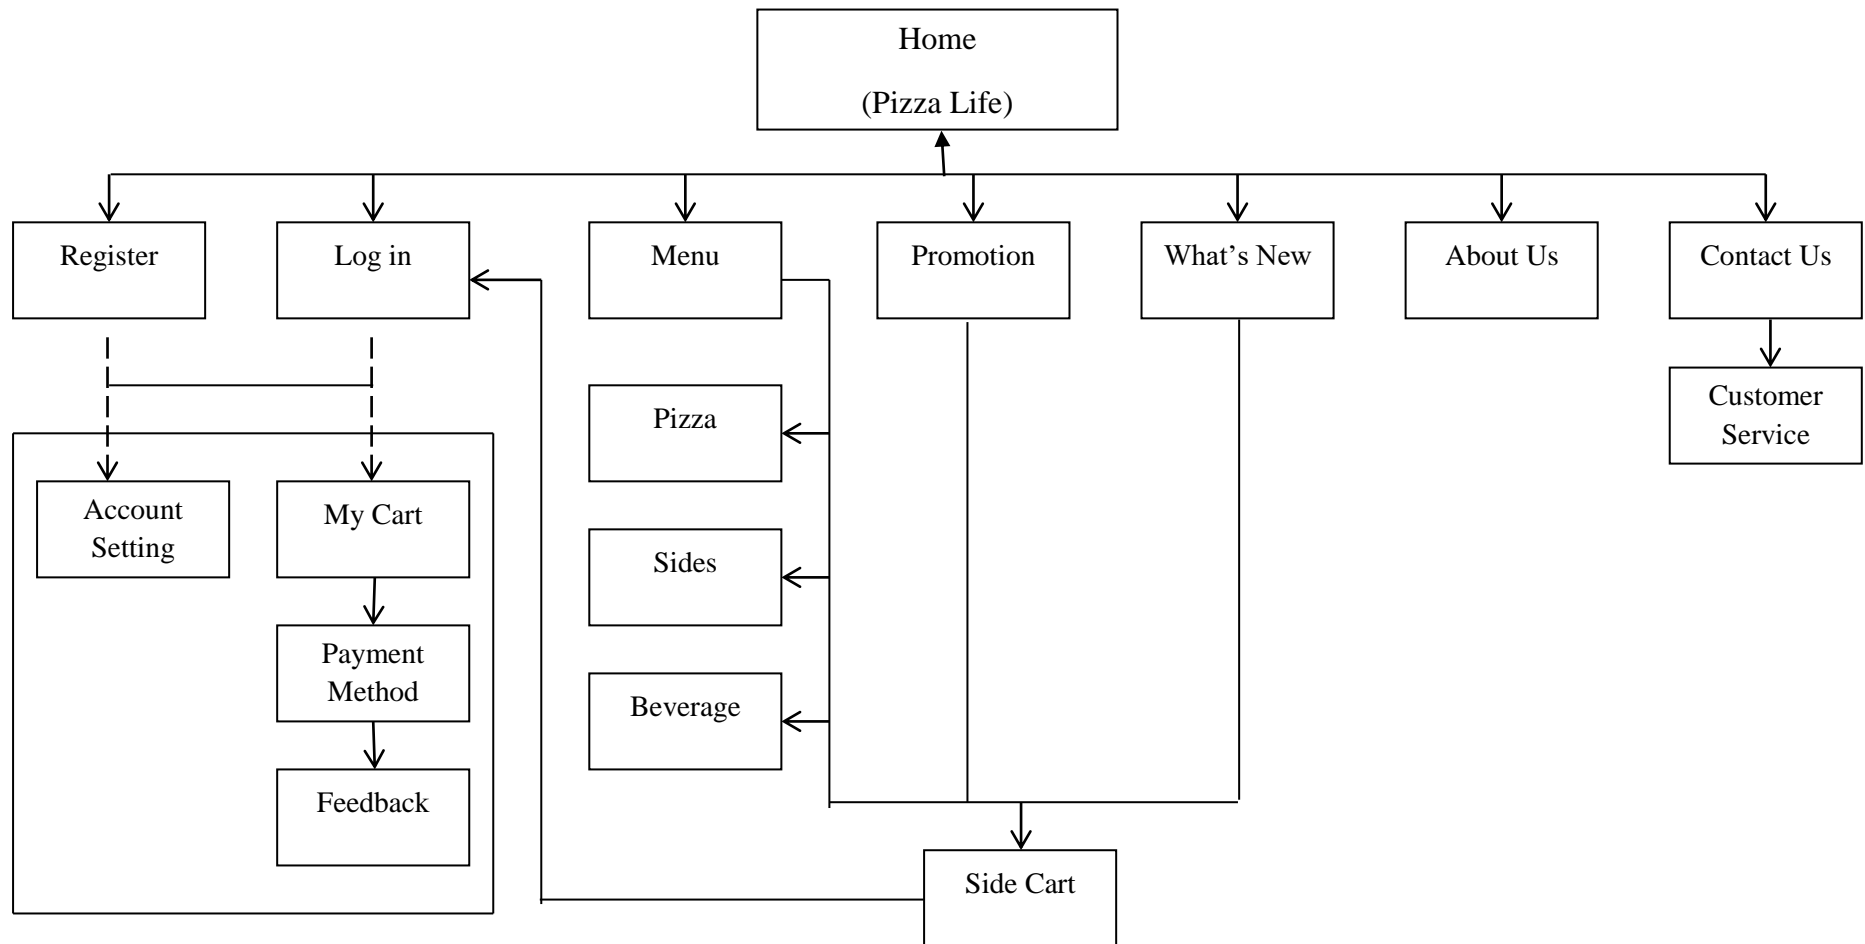 Home
(Pizza Life)
Register
Log in
Menu
Promotion
What’s New
About Us
Contact Us
Customer
Service
Pizza
Account
Setting
My Cart
Sides
Payment
Method
Beverage
Feedback
Side Cart